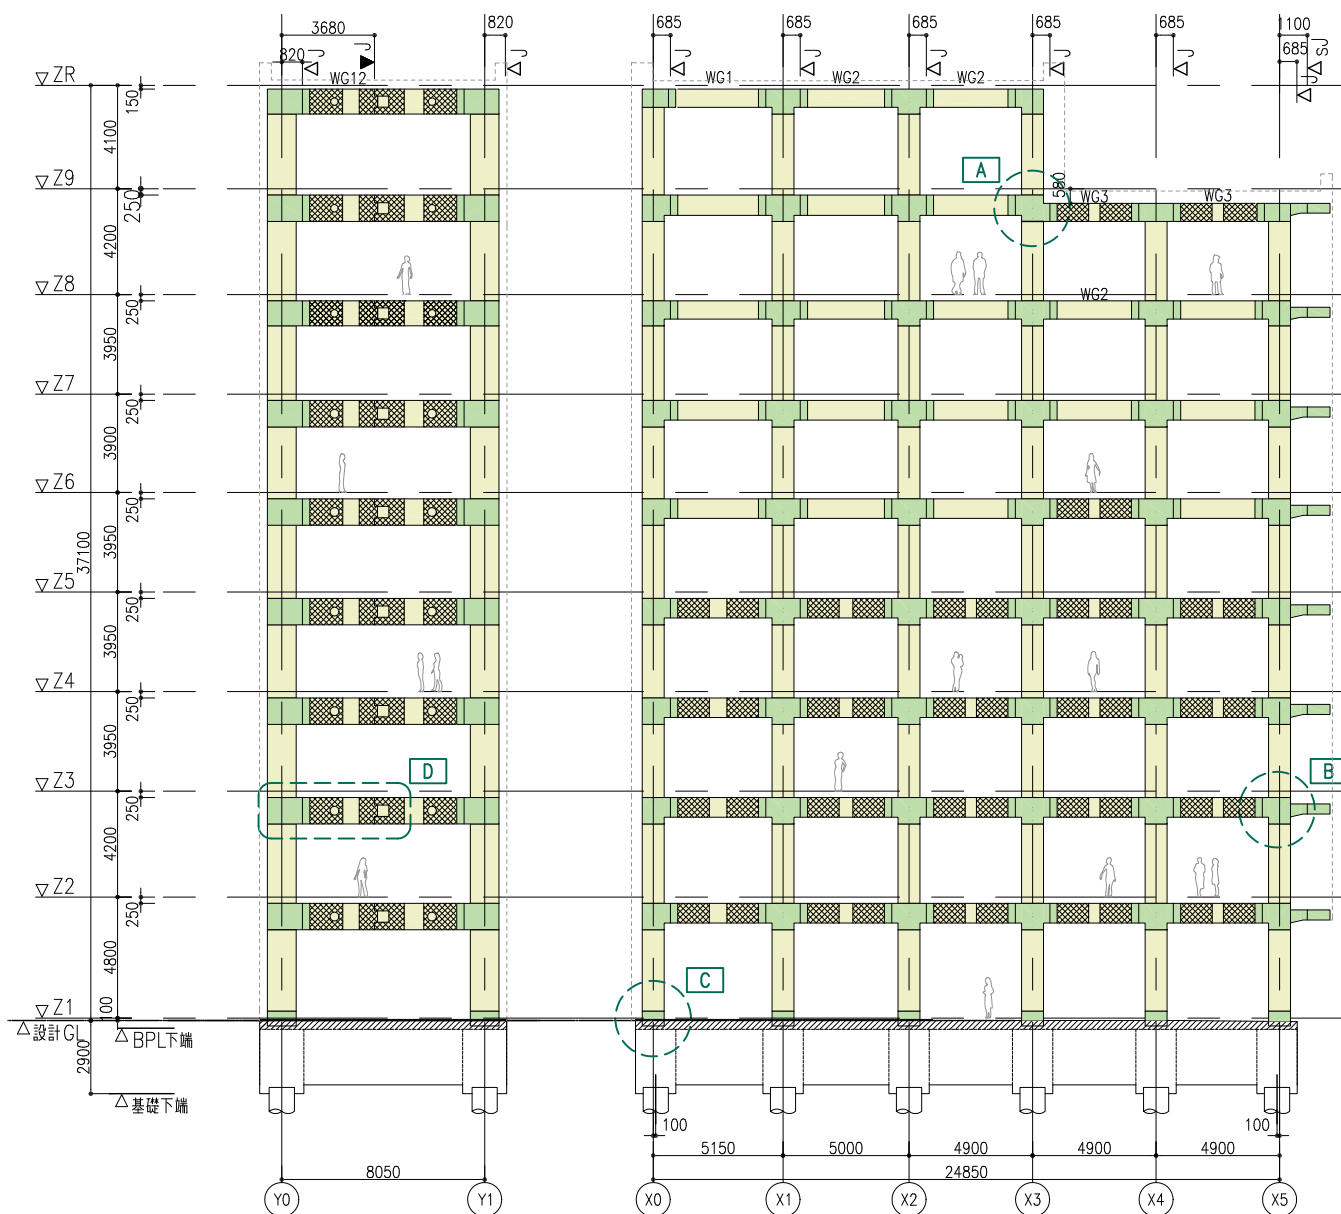 3680
820
685
685
685
685
685
1100
820
J
J
J
J
J
J
J
J
685
SJ
J
ZR
WG12
WG1
WG2
WG2
150
4100
Z9
A
580
250
WG3
WG3
4200
Z8
WG2
250
3950
Z7
250
3900
Z6
250
37100
3950
Z5
250
3950
Z4
250
3950
D
B
Z3
250
4200
Z2
250
4800
C
Z1
100
設計GL
BPL下端
2900
基礎下端
100
100
5150
5000
4900
4900
4900
8050
24850
Y0
Y1
X0
X1
X2
X3
X4
X5